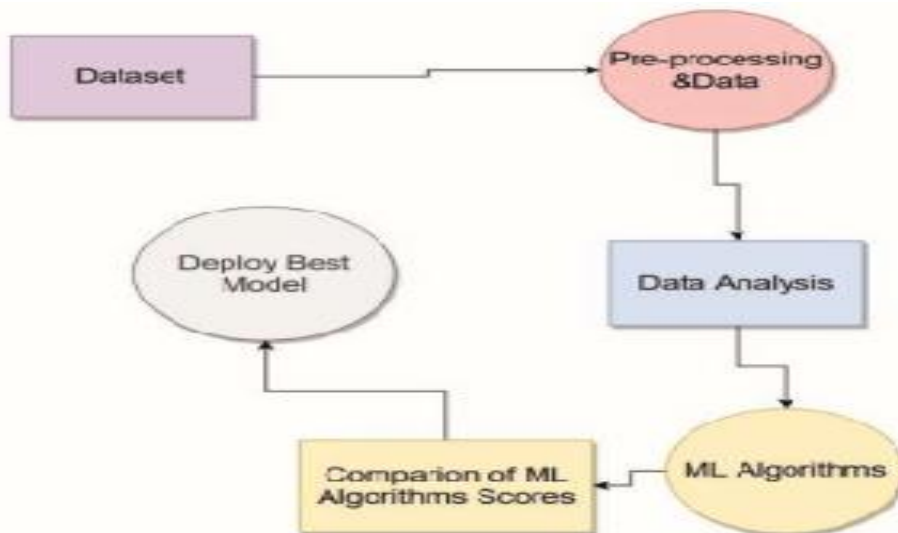 Dataset
Pre-processing
&Data
Data Analysis
ML Algorithms
Comparion of ML
Algorithms Scores
Deploy Best
Model